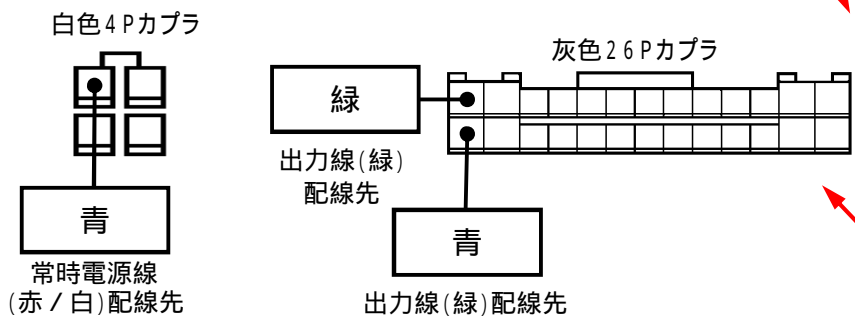 白色4Pカプラ
青
常時電源線
(赤/白)配線先
灰色26Pカプラ
緑
出力線(緑)
配線先
青
出力線(緑)配線先